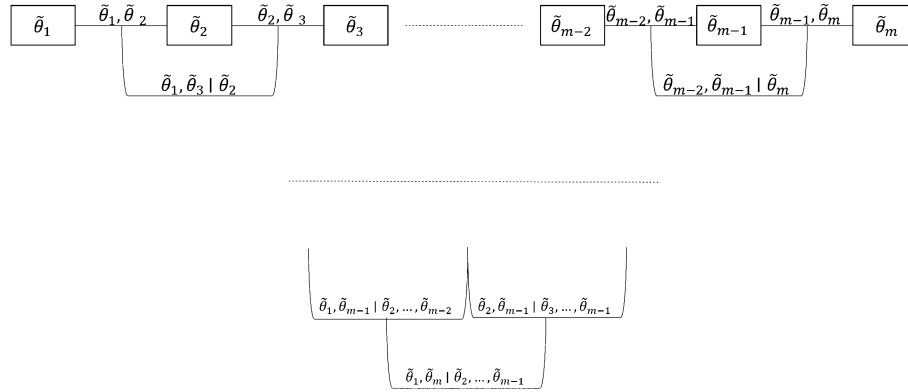 θ̃₁ θ̃₁, θ̃ ₂ θ̃₂ θ̃₂, θ̃ ₃ θ̃₃ θ̃ₘ₋₂ θ̃ₘ₋₂, θ̃ₘ₋₁ θ̃ₘ₋₁ θ̃ₘ₋₁, θ̃ₘ θ̃ₘ
θ̃₁, θ̃₃ | θ̃₂ θ̃ₘ₋₂, θ̃ₘ₋₁ | θ̃ₘ
θ̃₁, θ̃ₘ₋₁ | θ̃₂, ..., θ̃ₘ₋₂ θ̃₂, θ̃ₘ₋₁ | θ̃₃, ..., θ̃ₘ₋₁
θ̃₁, θ̃ₘ | θ̃₂, ..., θ̃ₘ₋₁